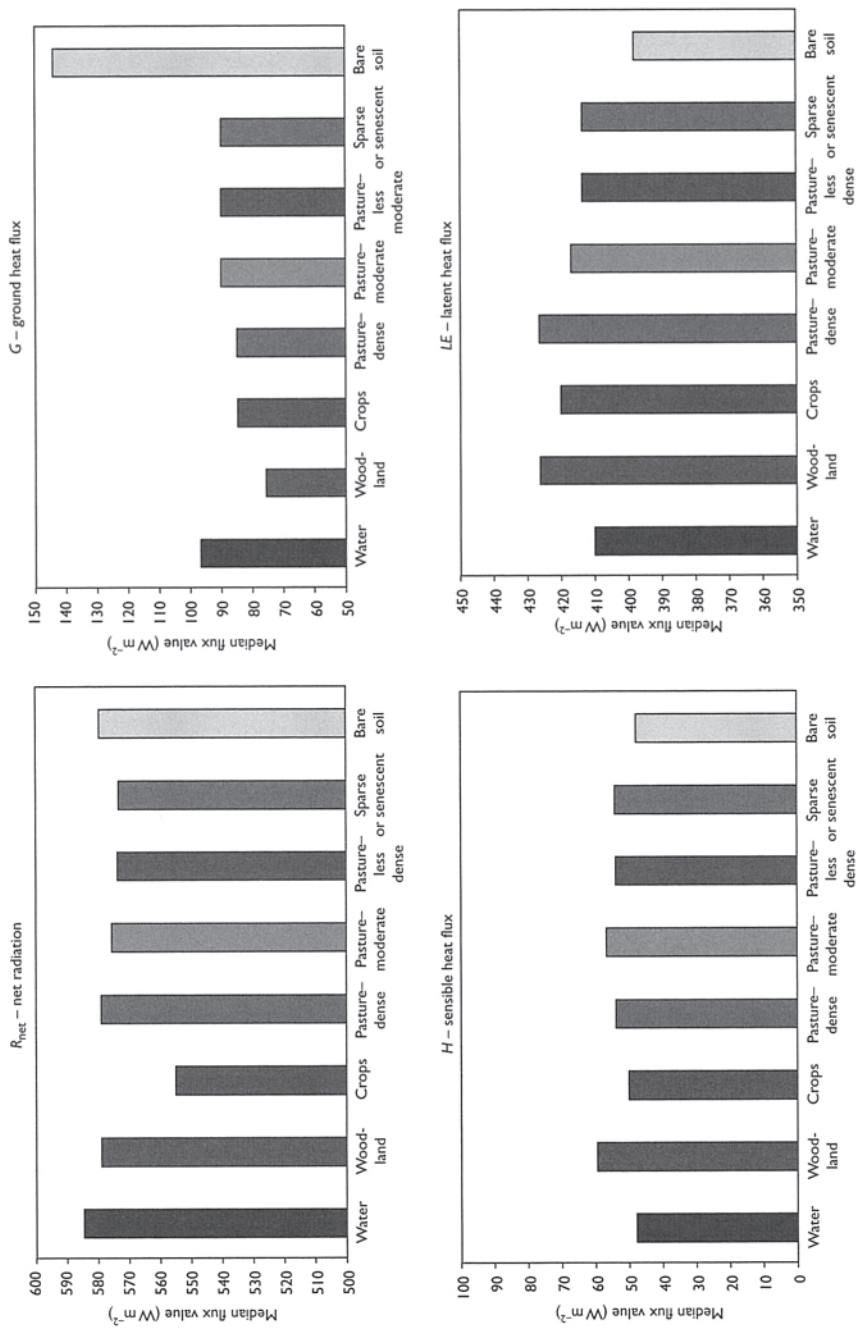 R_net – net radiation
Median flux value (W m⁻²)
600
590
580
570
560
550
540
530
520
510
500
Water Wood- Crops Pasture– Pasture– Pasture– Sparse Bare
land dense moderate less or senescent soil
dense
G – ground heat flux
Median flux value (W m⁻²)
150
140
130
120
110
100
90
80
70
60
50
Water Wood- Crops Pasture– Pasture– Pasture– Sparse Bare
land dense moderate less or senescent soil
moderate
H – sensible heat flux
Median flux value (W m⁻²)
100
90
80
70
60
50
40
30
20
10
0
Water Wood- Crops Pasture– Pasture– Pasture– Sparse Bare
land dense moderate less or senescent soil
dense
LE – latent heat flux
Median flux value (W m⁻²)
450
440
430
420
410
400
390
380
370
360
350
Water Wood- Crops Pasture– Pasture– Pasture– Sparse Bare
land dense moderate less or senescent soil
dense